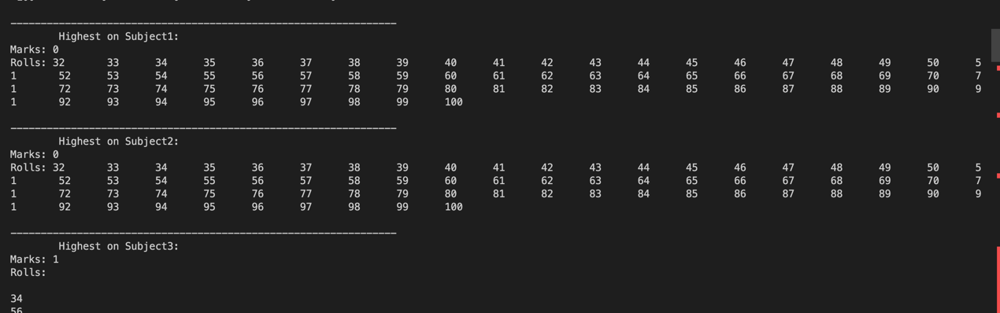 ________________________________________________________________
Highest on Subject1:
Marks: 0
Rolls: 32 33 34 35 36 37 38 39 40 41 42 43 44 45 46 47 48 49 50 5
1 52 53 54 55 56 57 58 59 60 61 62 63 64 65 66 67 68 69 70 7
1 72 73 74 75 76 77 78 79 80 81 82 83 84 85 86 87 88 89 90 9
1 92 93 94 95 96 97 98 99 100
________________________________________________________________
Highest on Subject2:
Marks: 0
Rolls: 32 33 34 35 36 37 38 39 40 41 42 43 44 45 46 47 48 49 50 5
1 52 53 54 55 56 57 58 59 60 61 62 63 64 65 66 67 68 69 70 7
1 72 73 74 75 76 77 78 79 80 81 82 83 84 85 86 87 88 89 90 9
1 92 93 94 95 96 97 98 99 100
________________________________________________________________
Highest on Subject3:
Marks: 1
Rolls:
34
56